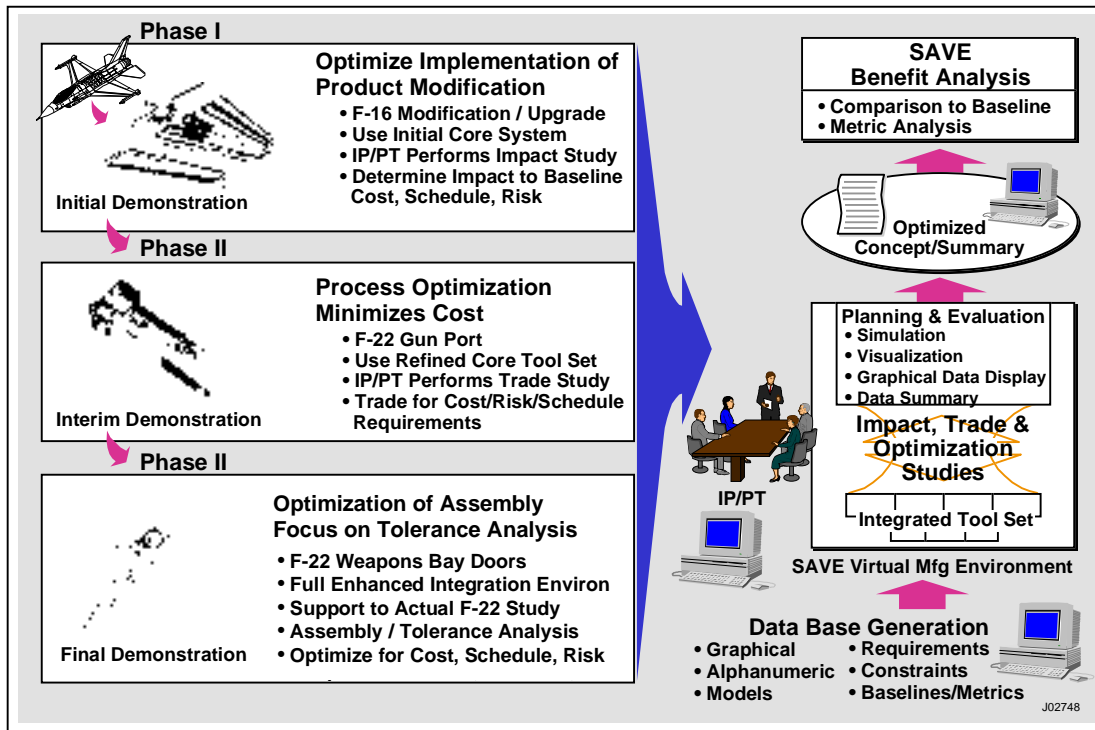 Phase I
Optimize Implementation of
Product Modification
• F-16 Modification / Upgrade
• Use Initial Core System
• IP/PT Performs Impact Study
• Determine Impact to Baseline
Cost, Schedule, Risk
Initial Demonstration
Phase II
Process Optimization
Minimizes Cost
• F-22 Gun Port
• Use Refined Core Tool Set
• IP/PT Performs Trade Study
• Trade for Cost/Risk/Schedule
Requirements
Interim Demonstration
Phase II
Optimization of Assembly
Focus on Tolerance Analysis
• F-22 Weapons Bay Doors
• Full Enhanced Integration Environ
• Support to Actual F-22 Study
• Assembly / Tolerance Analysis
• Optimize for Cost, Schedule, Risk
Final Demonstration
SAVE
Benefit Analysis
• Comparison to Baseline
• Metric Analysis
Optimized
Concept/Summary
Planning & Evaluation
• Simulation
• Visualization
• Graphical Data Display
• Data Summary
Impact, Trade &
Optimization
Studies
Integrated Tool Set
IP/PT
SAVE Virtual Mfg Environment
Data Base Generation
• Graphical
• Alphanumeric
• Models
• Requirements
• Constraints
• Baselines/Metrics
J02748